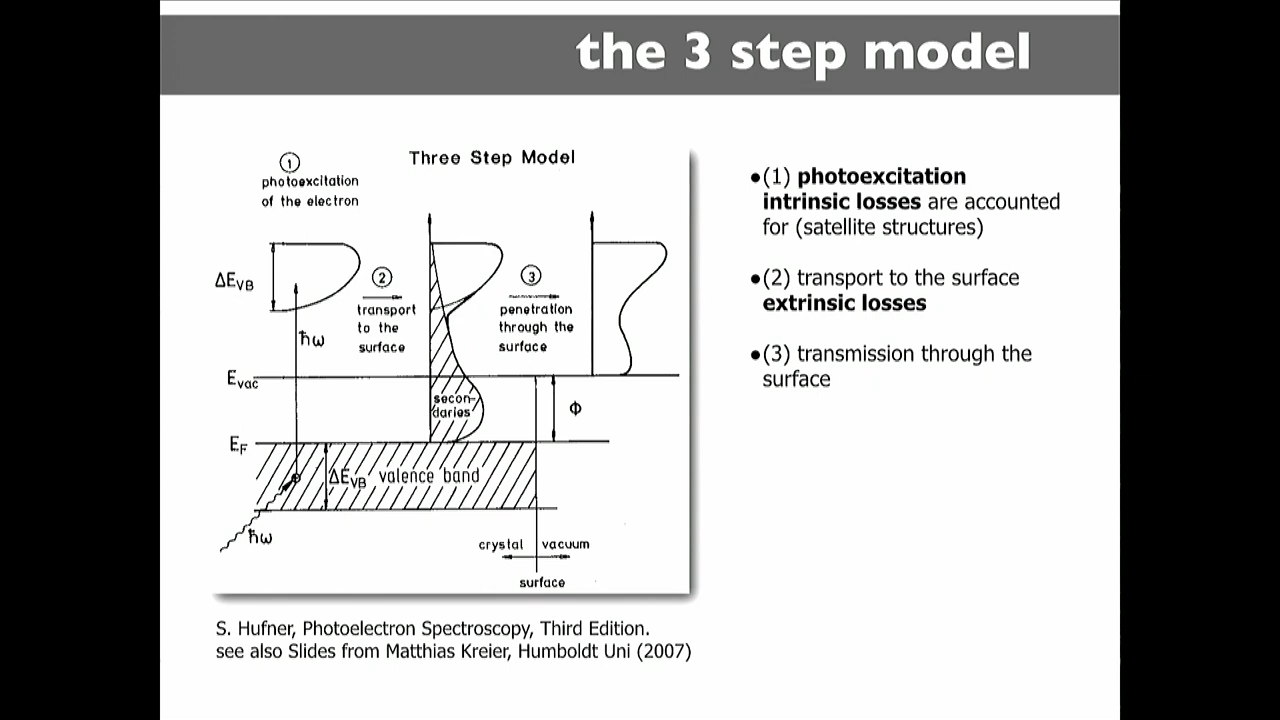 the 3 step model
Three Step Model
1
photoexcitation
of the electron
ΔE_VB
ħω
2
transport
to the
surface
3
penetration
through the
surface
E_vac
secon-
daries
Φ
E_F
ΔE_VB valence band
ħω
crystal vacuum
surface
•(1) photoexcitation
intrinsic losses are accounted
for (satellite structures)
•(2) transport to the surface
extrinsic losses
•(3) transmission through the
surface
S. Hufner, Photoelectron Spectroscopy, Third Edition.
see also Slides from Matthias Kreier, Humboldt Uni (2007)